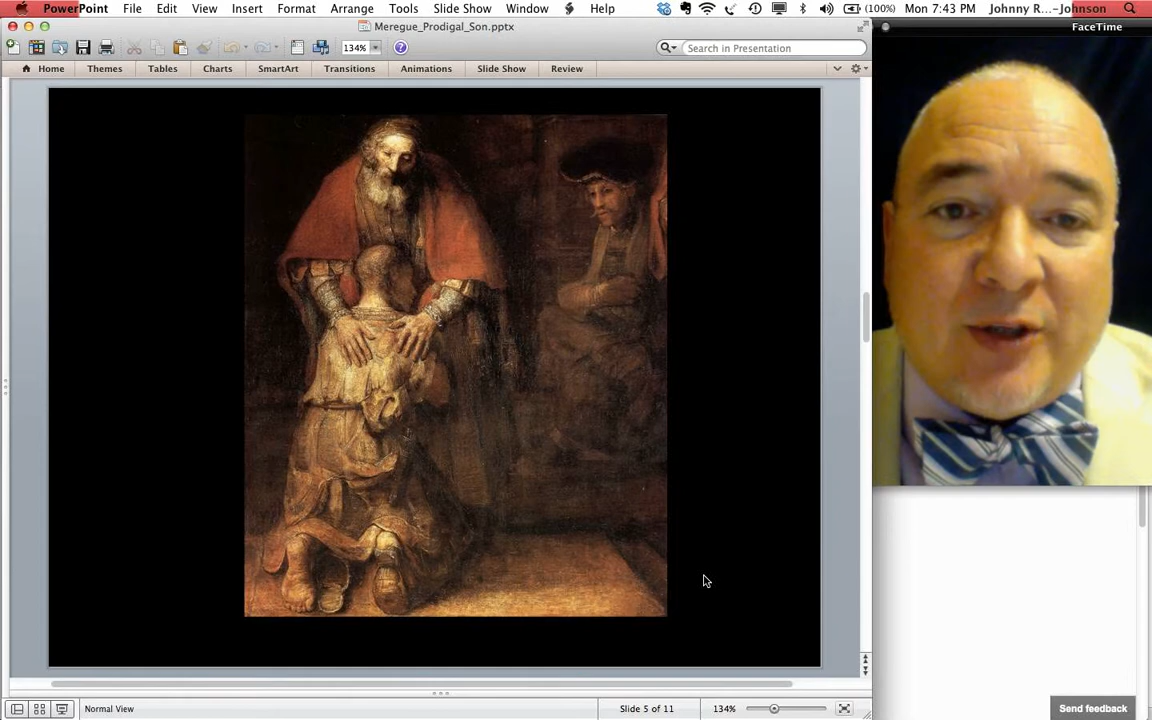 PowerPoint File Edit View Insert Format Arrange Tools Slide Show Window Help (100%) Mon 7:43 PM Johnny R...-Johnson
Meregue_Prodigal_Son.pptx
FaceTime
134% Search in Presentation
Home Themes Tables Charts SmartArt Transitions Animations Slide Show Review
Normal View Slide 5 of 11 134%
Send feedback